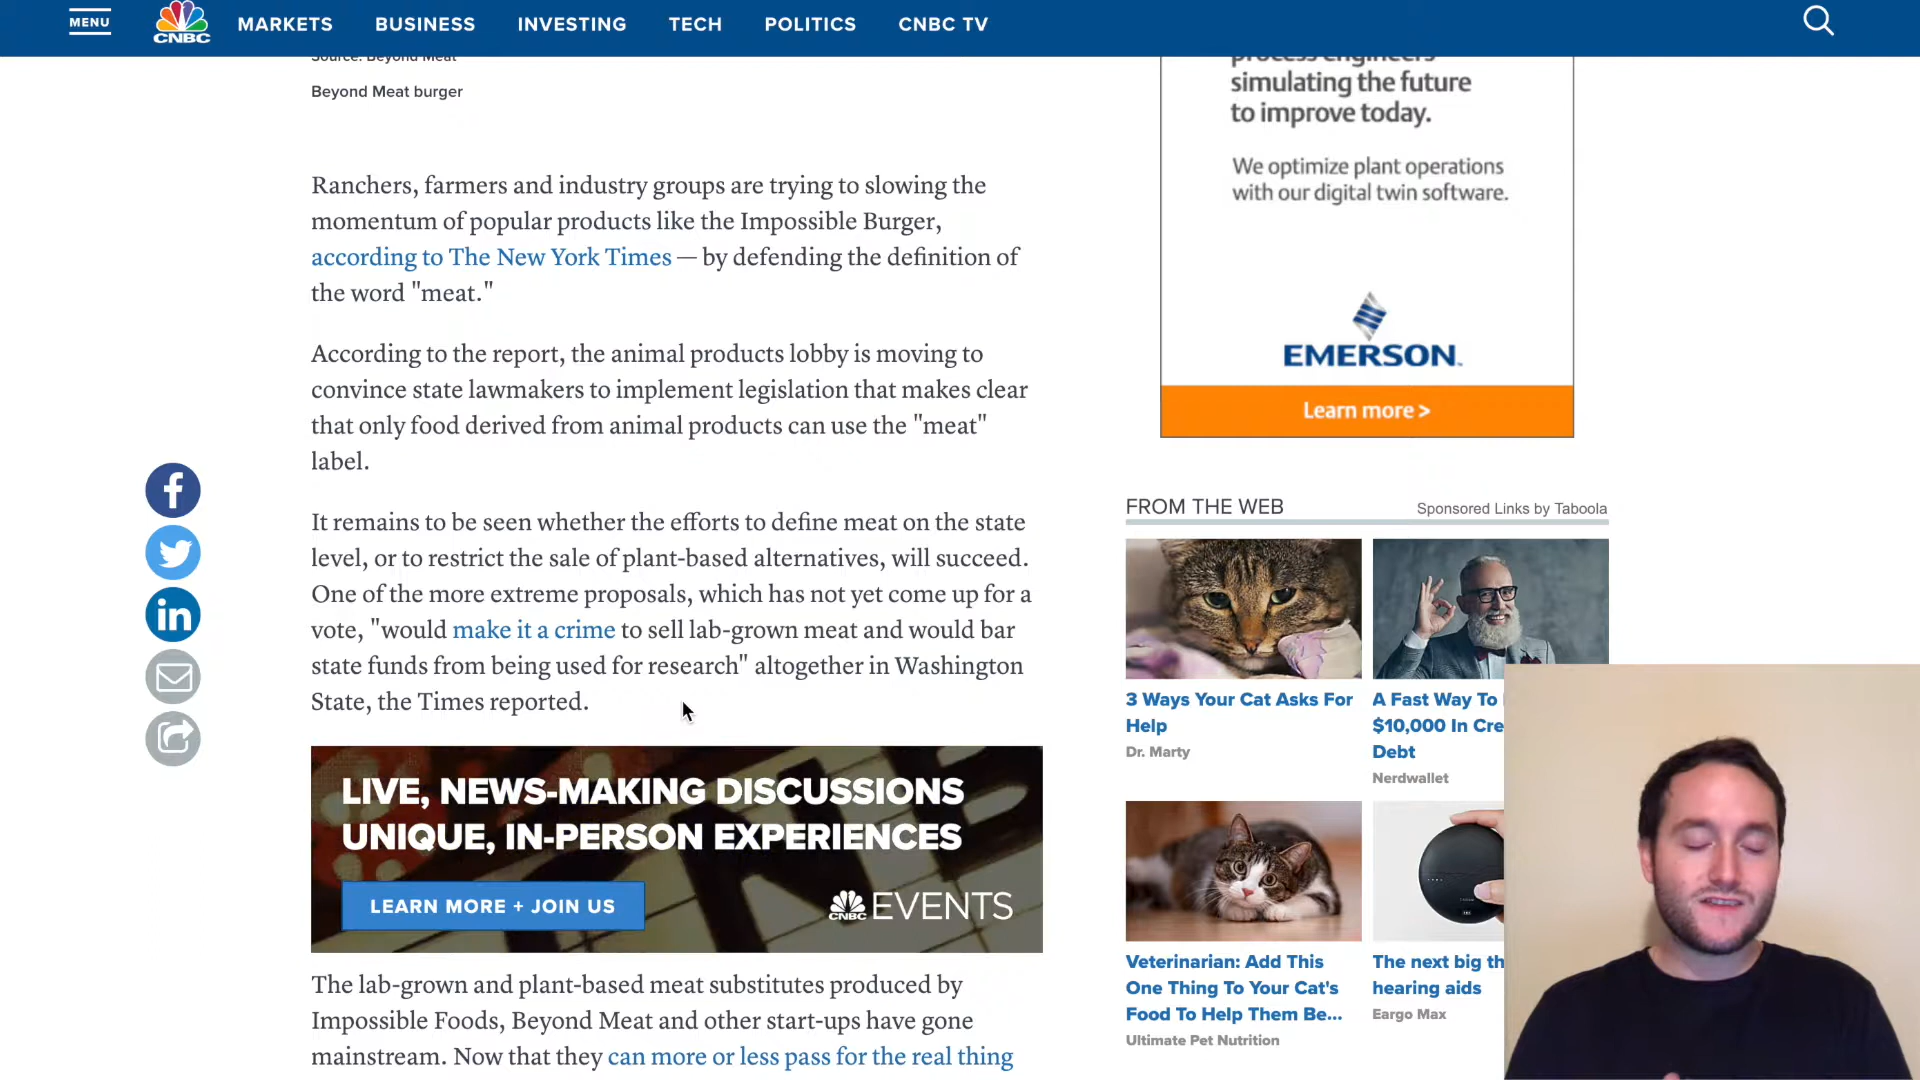 MENU
CNBC
MARKETS
BUSINESS
INVESTING
TECH
POLITICS
CNBC TV
Source: Beyond Meat
Beyond Meat burger
Ranchers, farmers and industry groups are trying to slowing the
momentum of popular products like the Impossible Burger,
according to The New York Times — by defending the definition of
the word "meat."
According to the report, the animal products lobby is moving to
convince state lawmakers to implement legislation that makes clear
that only food derived from animal products can use the "meat"
label.
It remains to be seen whether the efforts to define meat on the state
level, or to restrict the sale of plant-based alternatives, will succeed.
One of the more extreme proposals, which has not yet come up for a
vote, "would make it a crime to sell lab-grown meat and would bar
state funds from being used for research" altogether in Washington
State, the Times reported.
LIVE, NEWS-MAKING DISCUSSIONS
UNIQUE, IN-PERSON EXPERIENCES
LEARN MORE + JOIN US
CNBC EVENTS
The lab-grown and plant-based meat substitutes produced by
Impossible Foods, Beyond Meat and other start-ups have gone
mainstream. Now that they can more or less pass for the real thing
process engineers
simulating the future
to improve today.
We optimize plant operations
with our digital twin software.
EMERSON™
Learn more >
FROM THE WEB
Sponsored Links by Taboola
3 Ways Your Cat Asks For
Help
Dr. Marty
A Fast Way To
$10,000 In Cre
Debt
Nerdwallet
Veterinarian: Add This
One Thing To Your Cat's
Food To Help Them Be...
Ultimate Pet Nutrition
The next big th
hearing aids
Eargo Max